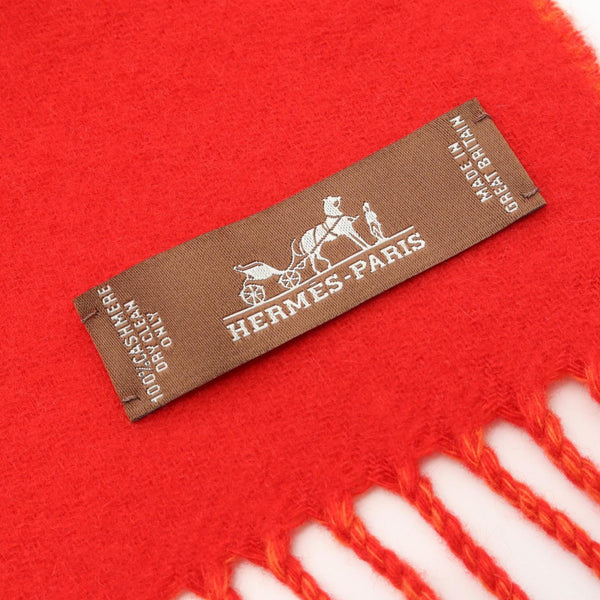 HERMES-PARIS
100%CASHMERE
DRY CLEAN
ONLY
MADE IN
GREAT BRITAIN